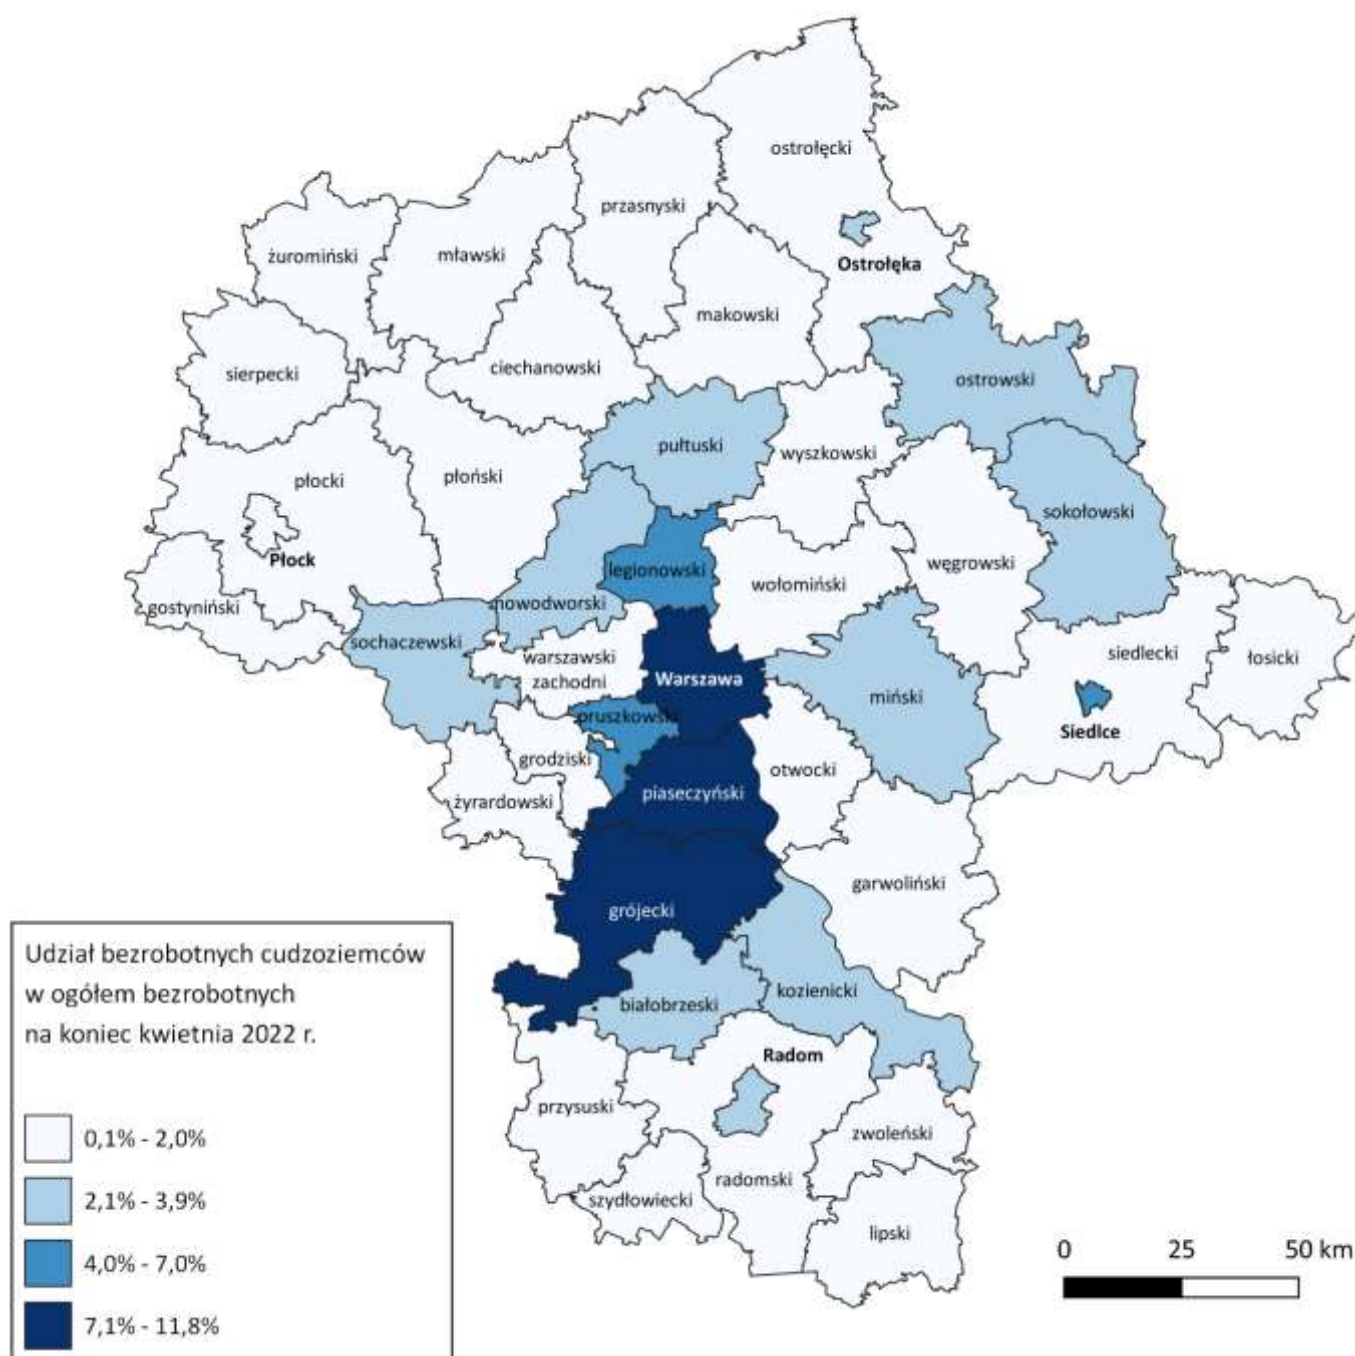 ostrołęcki
przasnyski
żuromiński
mławski
Ostrołęka
makowski
sierpecki
ciechanowski
ostrowski
pułtuski
wyszkowski
płocki
płoński
sokołowski
Płock
legionowski
węgrowski
wołomiński
gostyniński
nowodworski
sochaczewski
warszawski
zachodni
siedlecki
łosicki
Warszawa
miński
pruszkowski
Siedlce
grodziski
otwocki
piaseczyński
żyrardowski
garwoliński
grójecki
Udział bezrobotnych cudzoziemców
w ogółem bezrobotnych
na koniec kwietnia 2022 r.
kozienicki
białobrzeski
Radom
przysuski
zwoleński
radomski
szydłowiecki
lipski
0,1% - 2,0%
2,1% - 3,9%
4,0% - 7,0%
7,1% - 11,8%
0 25 50 km